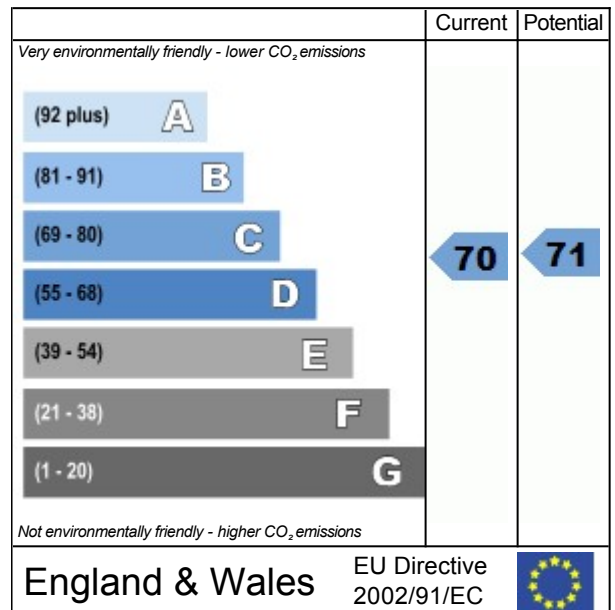 Current Potential
Very environmentally friendly - lower CO₂ emissions
(92 plus) A
(81 - 91) B
(69 - 80) C
70 71
(55 - 68) D
(39 - 54) E
(21 - 38) F
(1 - 20) G
Not environmentally friendly - higher CO₂ emissions
England & Wales
EU Directive
2002/91/EC